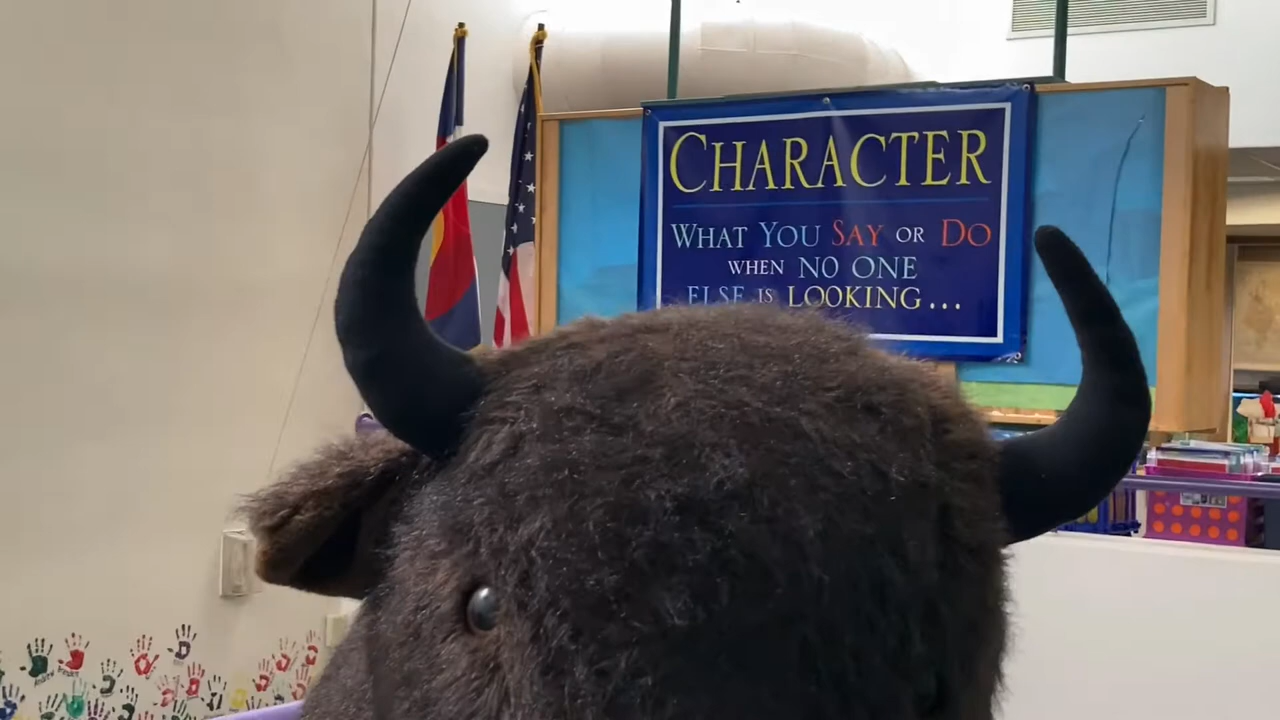 CHARACTER
WHAT YOU SAY OR DO
WHEN NO ONE
ELSE IS LOOKING...